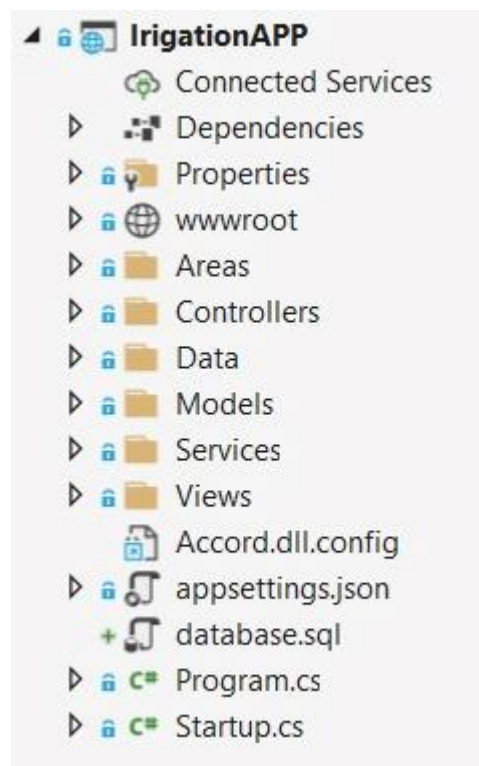 IrigationAPP
Connected Services
Dependencies
Properties
wwwroot
Areas
Controllers
Data
Models
Services
Views
Accord.dll.config
appsettings.json
database.sql
C# Program.cs
C# Startup.cs